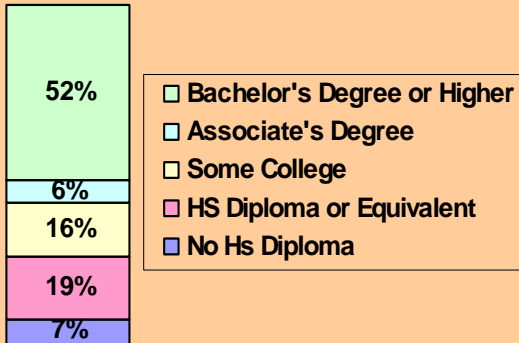 52%
6%
16%
19%
7%
Bachelor's Degree or Higher
Associate's Degree
Some College
HS Diploma or Equivalent
No Hs Diploma